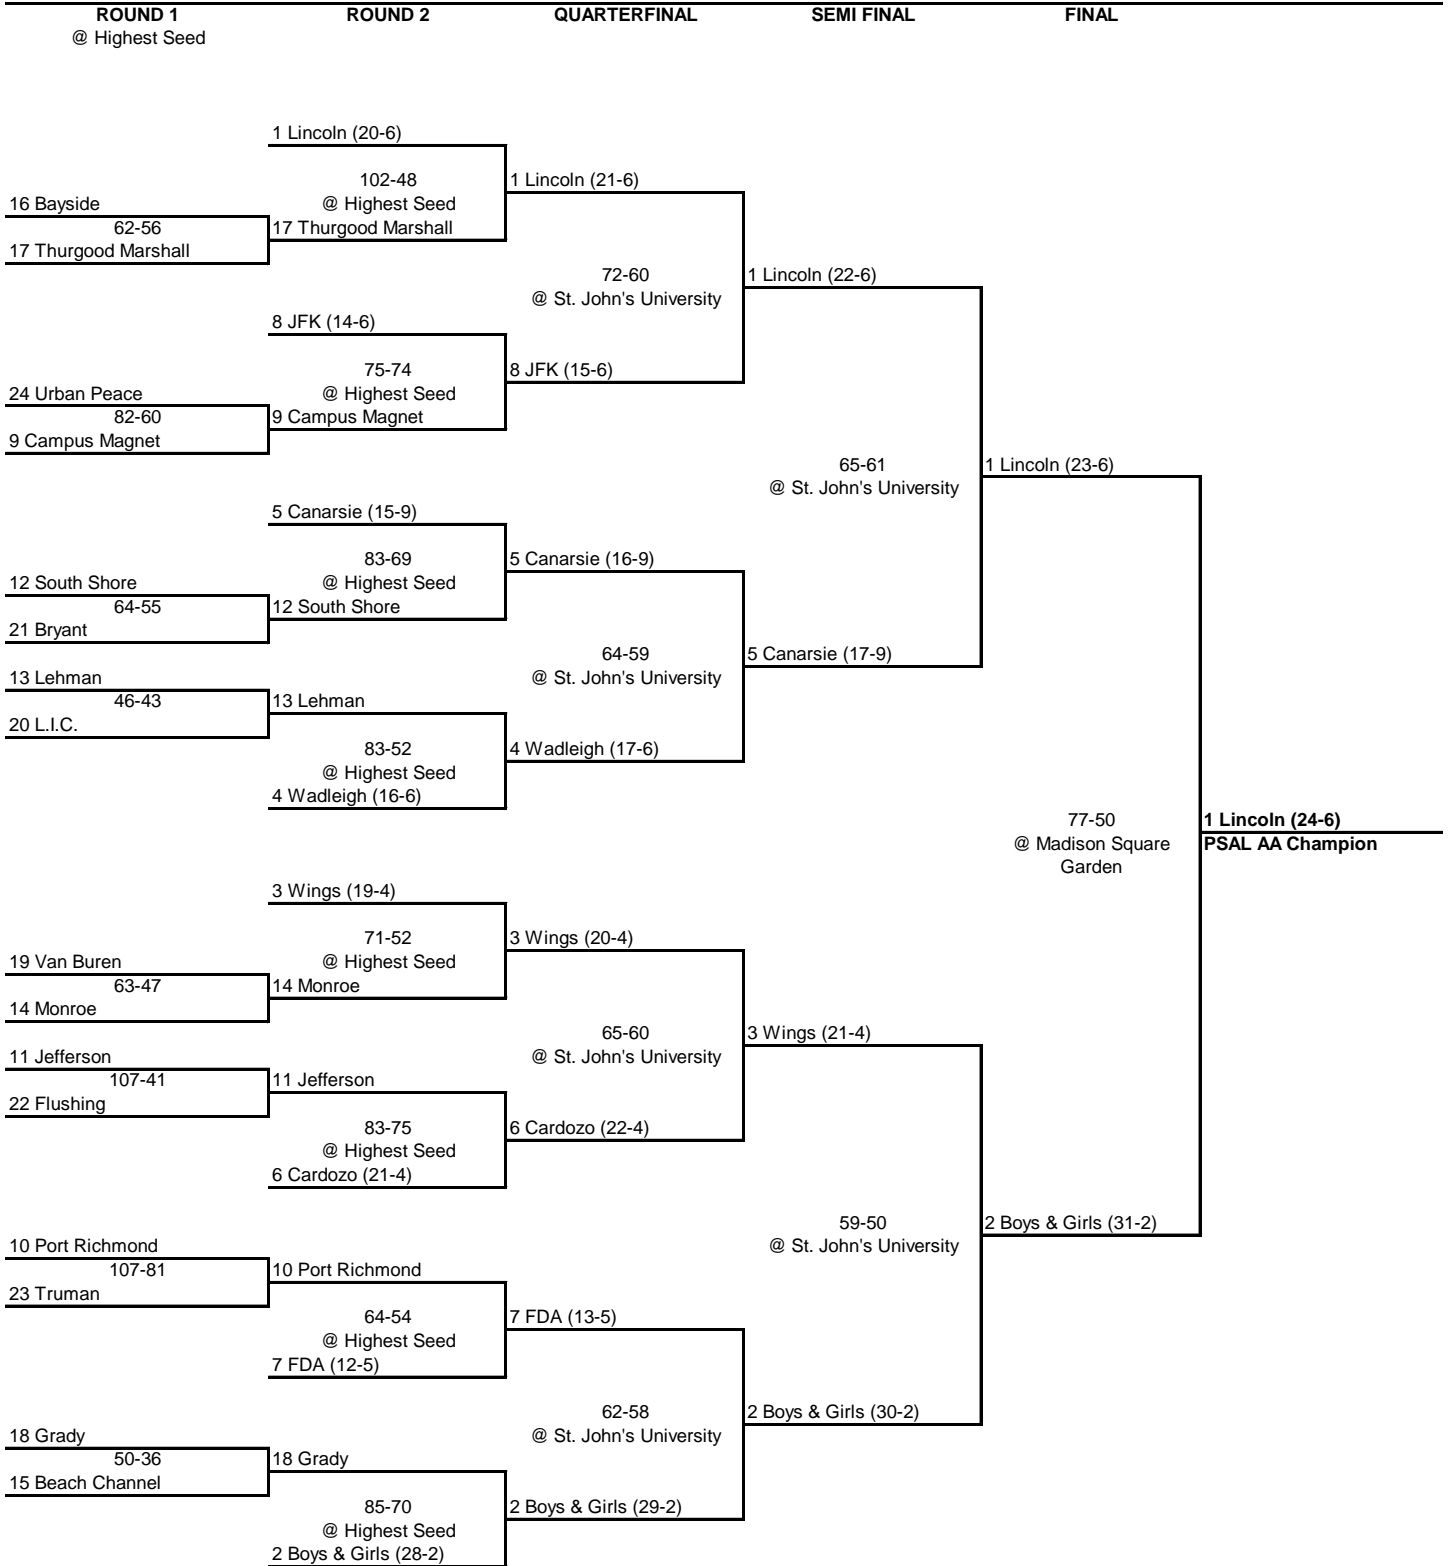 ROUND 1 ROUND 2 QUARTERFINAL SEMI FINAL FINAL
@ Highest Seed
1 Lincoln (20-6)
102-48 1 Lincoln (21-6)
16 Bayside @ Highest Seed
62-56 17 Thurgood Marshall
17 Thurgood Marshall
72-60 1 Lincoln (22-6)
@ St. John's University
8 JFK (14-6)
75-74 8 JFK (15-6)
24 Urban Peace @ Highest Seed
82-60 9 Campus Magnet
9 Campus Magnet
65-61 1 Lincoln (23-6)
@ St. John's University
5 Canarsie (15-9)
83-69 5 Canarsie (16-9)
12 South Shore @ Highest Seed
64-55 12 South Shore
21 Bryant
64-59 5 Canarsie (17-9)
13 Lehman @ St. John's University
46-43 13 Lehman
20 L.I.C.
83-52 4 Wadleigh (17-6)
@ Highest Seed
4 Wadleigh (16-6)
77-50 1 Lincoln (24-6)
@ Madison Square PSAL AA Champion
Garden
3 Wings (19-4)
71-52 3 Wings (20-4)
19 Van Buren @ Highest Seed
63-47 14 Monroe
14 Monroe
65-60 3 Wings (21-4)
11 Jefferson @ St. John's University
107-41 11 Jefferson
22 Flushing
83-75 6 Cardozo (22-4)
@ Highest Seed
6 Cardozo (21-4)
59-50 2 Boys & Girls (31-2)
10 Port Richmond @ St. John's University
107-81 10 Port Richmond
23 Truman
64-54 7 FDA (13-5)
@ Highest Seed
7 FDA (12-5)
62-58 2 Boys & Girls (30-2)
18 Grady @ St. John's University
50-36 18 Grady
15 Beach Channel
85-70 2 Boys & Girls (29-2)
@ Highest Seed
2 Boys & Girls (28-2)